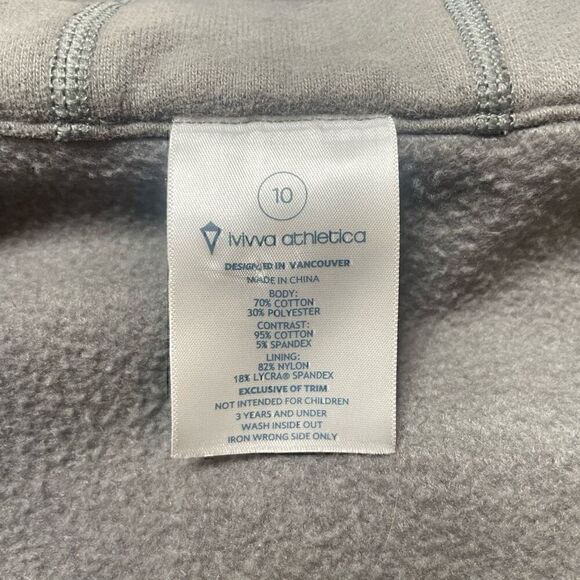 10
ivivva athletica
DESIGNED IN VANCOUVER
MADE IN CHINA
BODY:
70% COTTON
30% POLYESTER
CONTRAST:
95% COTTON
5% SPANDEX
LINING:
82% NYLON
18% LYCRA® SPANDEX
EXCLUSIVE OF TRIM
NOT INTENDED FOR CHILDREN
3 YEARS AND UNDER
WASH INSIDE OUT
IRON WRONG SIDE ONLY